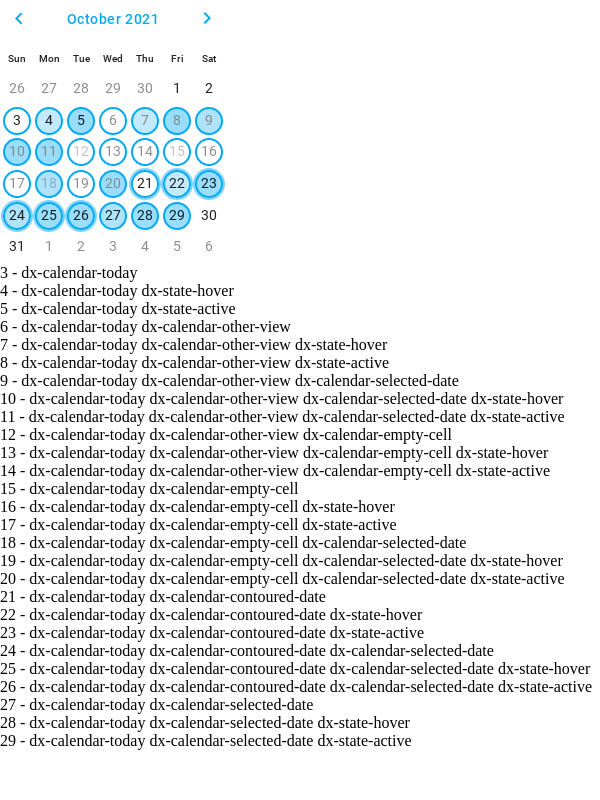 October 2021
Sun Mon Tue Wed Thu Fri Sat
26 27 28 29 30 1 2
3 4 5 6 7 8 9
10 11 12 13 14 15 16
17 18 19 20 21 22 23
24 25 26 27 28 29 30
31 1 2 3 4 5 6
3 - dx-calendar-today
4 - dx-calendar-today dx-state-hover
5 - dx-calendar-today dx-state-active
6 - dx-calendar-today dx-calendar-other-view
7 - dx-calendar-today dx-calendar-other-view dx-state-hover
8 - dx-calendar-today dx-calendar-other-view dx-state-active
9 - dx-calendar-today dx-calendar-other-view dx-calendar-selected-date
10 - dx-calendar-today dx-calendar-other-view dx-calendar-selected-date dx-state-hover
11 - dx-calendar-today dx-calendar-other-view dx-calendar-selected-date dx-state-active
12 - dx-calendar-today dx-calendar-other-view dx-calendar-empty-cell
13 - dx-calendar-today dx-calendar-other-view dx-calendar-empty-cell dx-state-hover
14 - dx-calendar-today dx-calendar-other-view dx-calendar-empty-cell dx-state-active
15 - dx-calendar-today dx-calendar-empty-cell
16 - dx-calendar-today dx-calendar-empty-cell dx-state-hover
17 - dx-calendar-today dx-calendar-empty-cell dx-state-active
18 - dx-calendar-today dx-calendar-empty-cell dx-calendar-selected-date
19 - dx-calendar-today dx-calendar-empty-cell dx-calendar-selected-date dx-state-hover
20 - dx-calendar-today dx-calendar-empty-cell dx-calendar-selected-date dx-state-active
21 - dx-calendar-today dx-calendar-contoured-date
22 - dx-calendar-today dx-calendar-contoured-date dx-state-hover
23 - dx-calendar-today dx-calendar-contoured-date dx-state-active
24 - dx-calendar-today dx-calendar-contoured-date dx-calendar-selected-date
25 - dx-calendar-today dx-calendar-contoured-date dx-calendar-selected-date dx-state-hover
26 - dx-calendar-today dx-calendar-contoured-date dx-calendar-selected-date dx-state-active
27 - dx-calendar-today dx-calendar-selected-date
28 - dx-calendar-today dx-calendar-selected-date dx-state-hover
29 - dx-calendar-today dx-calendar-selected-date dx-state-active